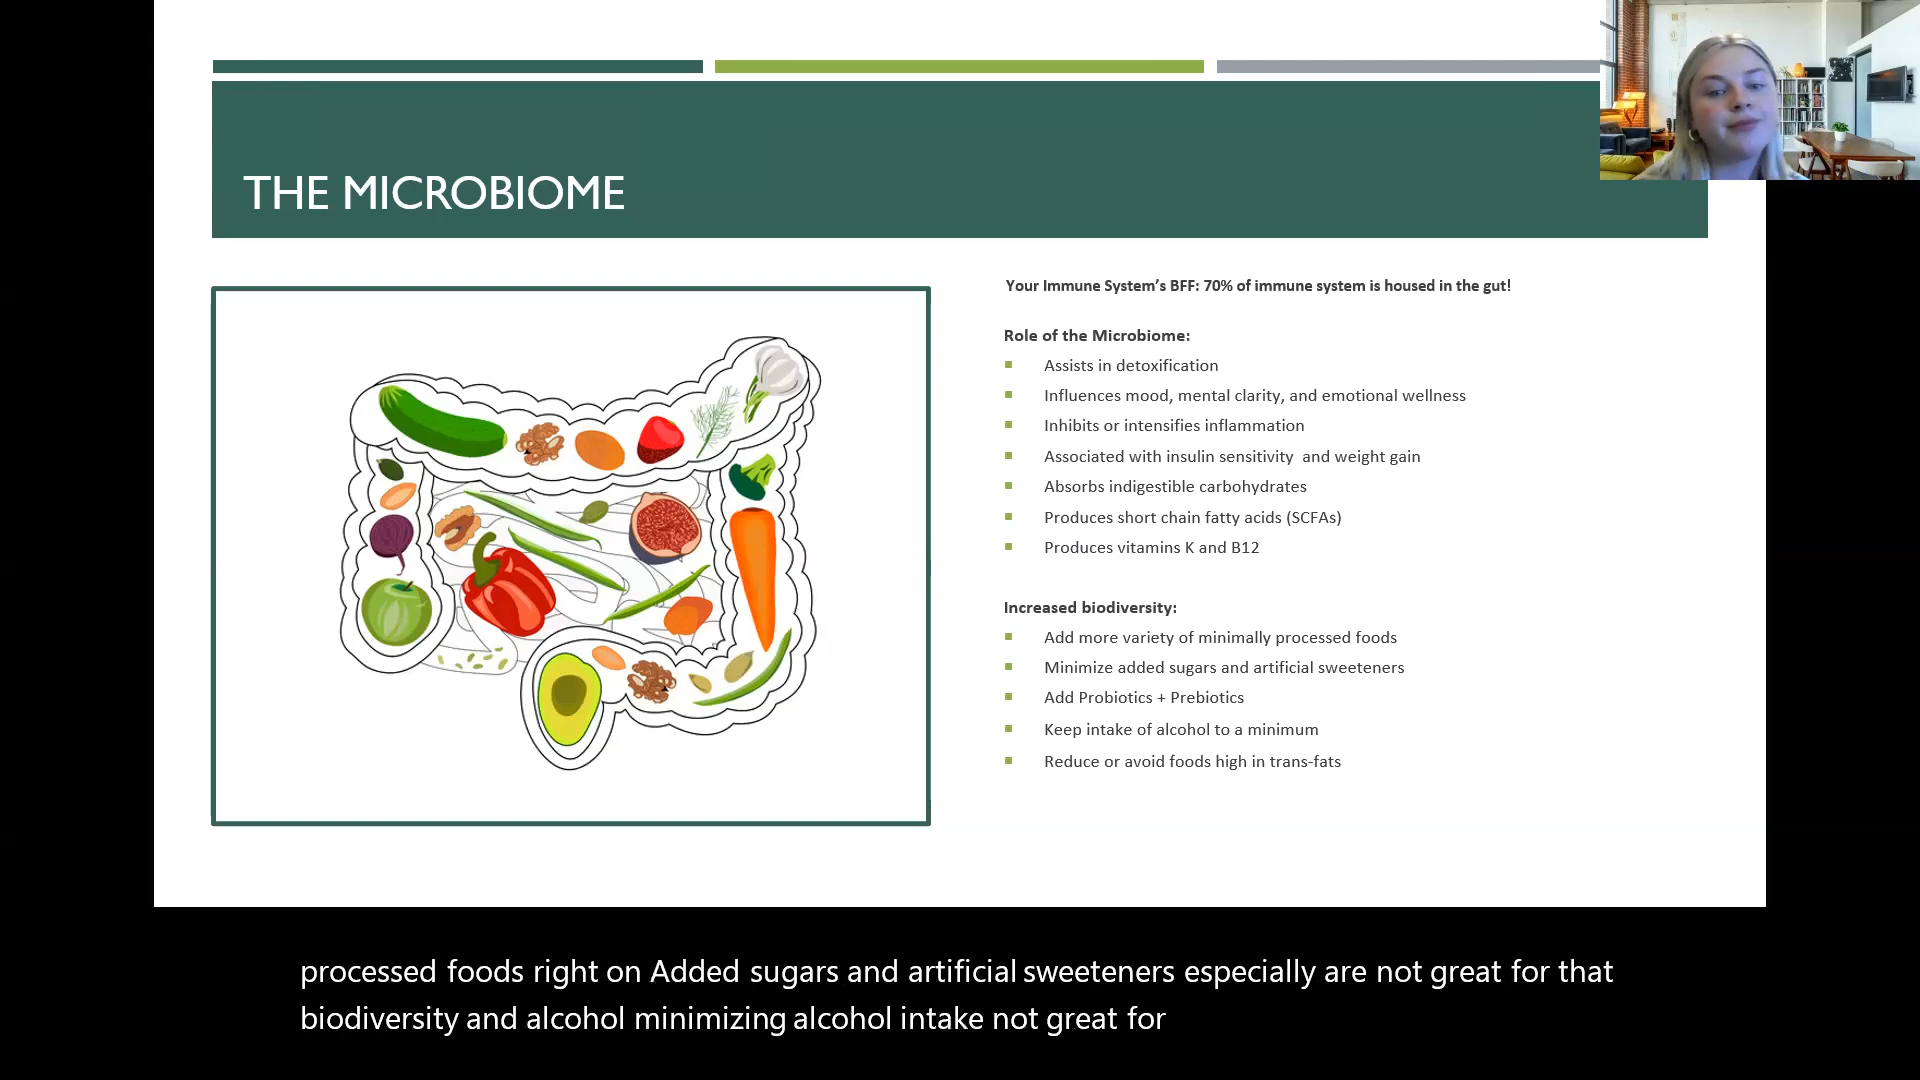 THE MICROBIOME
Your Immune System's BFF: 70% of immune system is housed in the gut!
Role of the Microbiome:
Assists in detoxification
Influences mood, mental clarity, and emotional wellness
Inhibits or intensifies inflammation
Associated with insulin sensitivity and weight gain
Absorbs indigestible carbohydrates
Produces short chain fatty acids (SCFAs)
Produces vitamins K and B12
Increased biodiversity:
Add more variety of minimally processed foods
Minimize added sugars and artificial sweeteners
Add Probiotics + Prebiotics
Keep intake of alcohol to a minimum
Reduce or avoid foods high in trans-fats
processed foods right on Added sugars and artificial sweeteners especially are not great for that
biodiversity and alcohol minimizing alcohol intake not great for